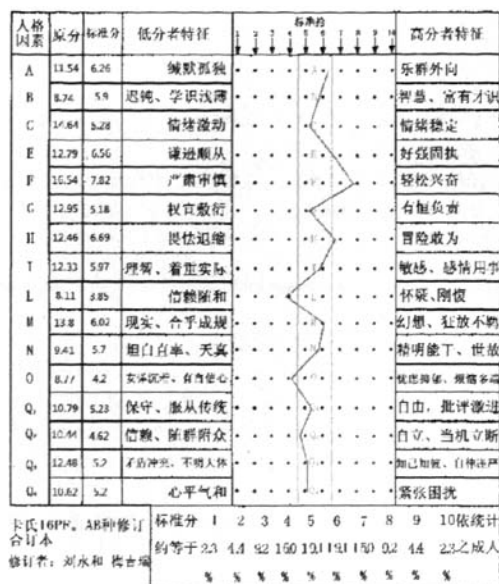 人格因素 原分 标准分 低分者特征 标准分 高分者特征
1 2 3 4 5 6 7 8 9 10
A 11.54 6.26 缄默孤独 乐群外向
B 8.74 5.9 迟钝、学识浅薄 智慧、富有才识
C 14.64 5.28 情绪激动 情绪稳定
E 12.79 6.56 谦逊顺从 好强固执
F 16.54 7.82 严肃审慎 轻松兴奋
G 12.95 5.18 权宜敷衍 有恒负责
H 12.46 6.69 畏怯退缩 冒险敢为
I 12.33 5.97 理智、着重实际 敏感、感情用事
L 8.11 3.85 信赖随和 怀疑、刚愎
M 13.8 6.02 现实、合乎成规 幻想、狂放不羁
N 9.41 5.7 坦白直率、天真 精明能干、世故
O 8.77 4.2 安详沉着、有自信心 忧虑抑郁、烦恼多端
Q₁ 10.79 5.23 保守、服从传统 自由、批评激进
Q₂ 10.44 4.62 信赖、随群附众 自立、当机立断
Q₃ 12.48 5.2 矛盾冲突、不明大体 知己知彼、自律严谨
Q₄ 10.62 5.2 心平气和 紧张困扰
卡氏16PF, AB种修订合订本
修订者: 刘永和 梅吉瑞
标准分 1 2 3 4 5 6 7 8 9 10 依统计
约等于 2.3 4.4 9.2 15.0 19.1 19.1 15.0 9.2 4.4 2.3 之成人
% % % % % % % % % %